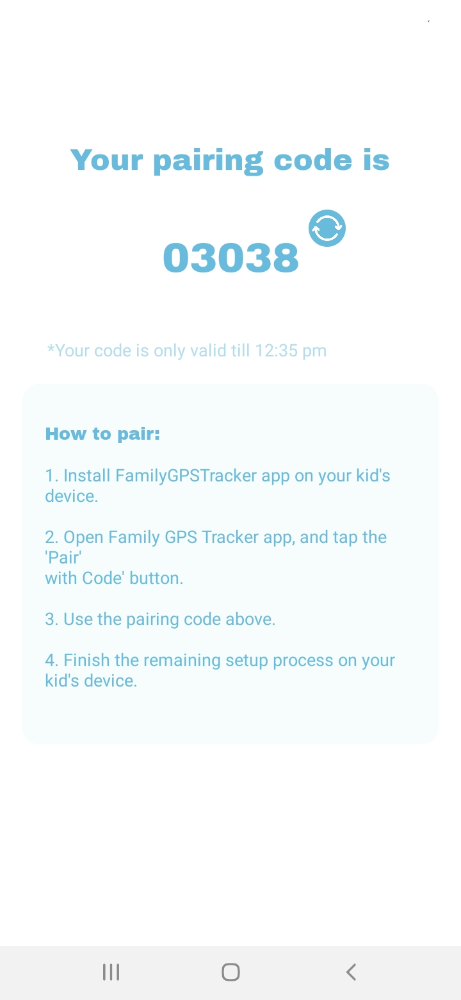 Your pairing code is
03038
*Your code is only valid till 12:35 pm
How to pair:
1. Install FamilyGPSTracker app on your kid's
device.
2. Open Family GPS Tracker app, and tap the
'Pair'
with Code' button.
3. Use the pairing code above.
4. Finish the remaining setup process on your
kid's device.